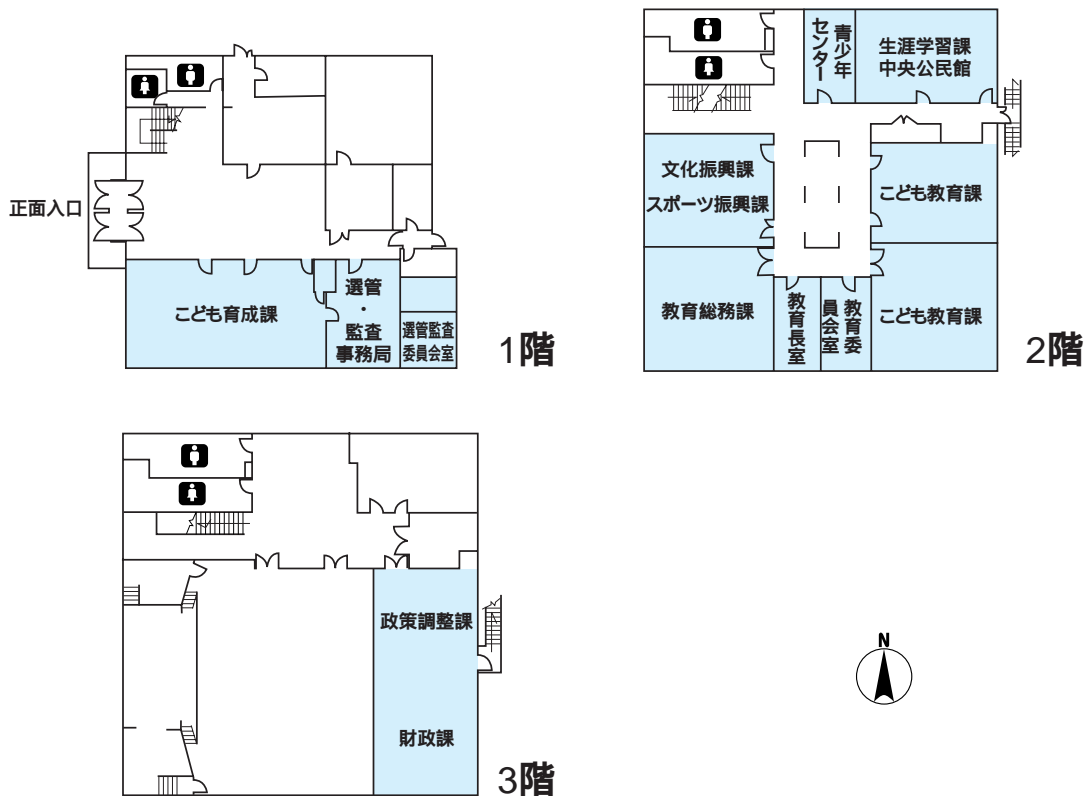 正面入口
こども育成課
選管
・
監査
事務局
選管監査
委員会室
1階
青少年
センター
生涯学習課
中央公民館
文化振興課
スポーツ振興課
こども教育課
教育総務課
教育長室
教育委
員会室
こども教育課
2階
政策調整課
財政課
3階
N